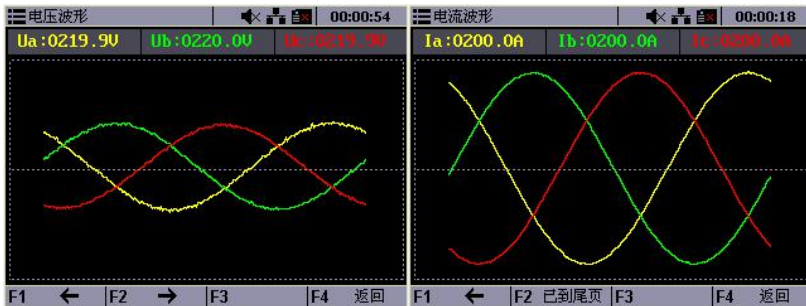 电压波形 00:00:54
Ua:0219.9V Ub:0220.0V Uc:0219.9V
F1 ← F2 → F3 F4 返回
电流波形 00:00:18
Ia:0200.0A Ib:0200.0A Ic:0200.0A
F1 ← F2 已到尾页 F3 F4 返回